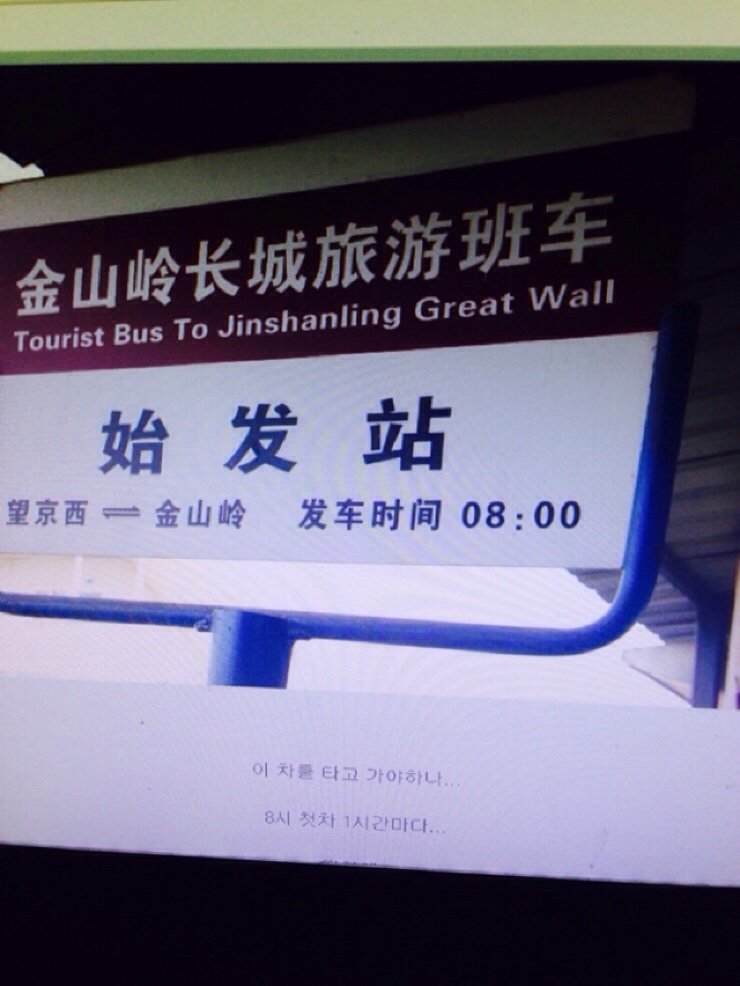 金山岭长城旅游班车
Tourist Bus To Jinshanling Great Wall
始发站
望京西 ⇌ 金山岭 发车时间 08:00
이 차를 타고 가야하나...
8시 첫차 1시간마다...